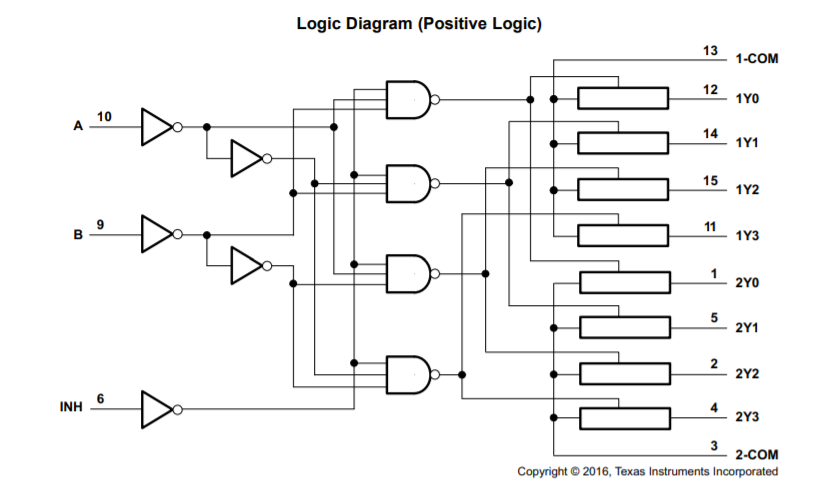 Logic Diagram (Positive Logic)
13 1-COM
12 1Y0
A 10
14 1Y1
15 1Y2
B 9
11 1Y3
1 2Y0
5 2Y1
2 2Y2
INH 6
4 2Y3
3 2-COM
Copyright © 2016, Texas Instruments Incorporated